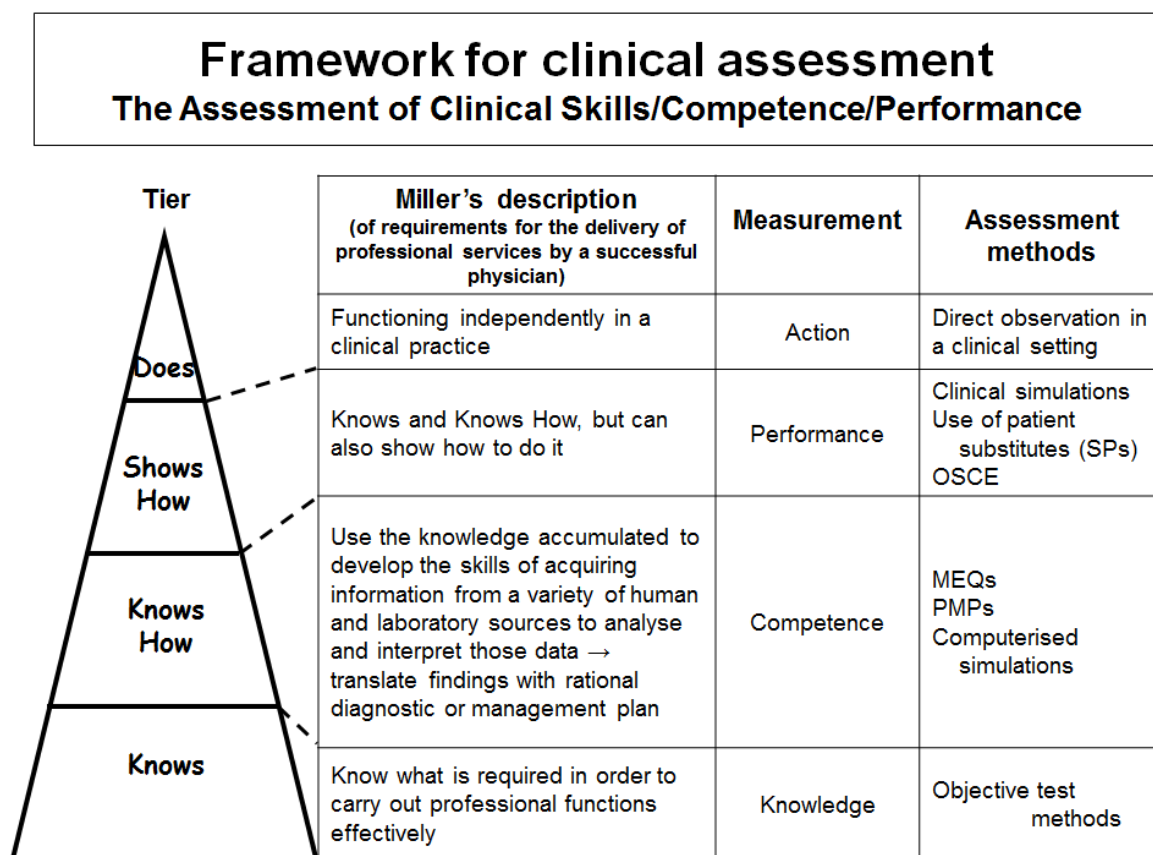 Framework for clinical assessment
The Assessment of Clinical Skills/Competence/Performance
Tier
Miller's description
(of requirements for the delivery of
professional services by a successful
physician)
Measurement
Assessment
methods
Does
Functioning independently in a
clinical practice
Action
Direct observation in
a clinical setting
Shows
How
Knows and Knows How, but can
also show how to do it
Performance
Clinical simulations
Use of patient
substitutes (SPs)
OSCE
Knows
How
Use the knowledge accumulated to
develop the skills of acquiring
information from a variety of human
and laboratory sources to analyse
and interpret those data →
translate findings with rational
diagnostic or management plan
Competence
MEQs
PMPs
Computerised
simulations
Knows
Know what is required in order to
carry out professional functions
effectively
Knowledge
Objective test
methods